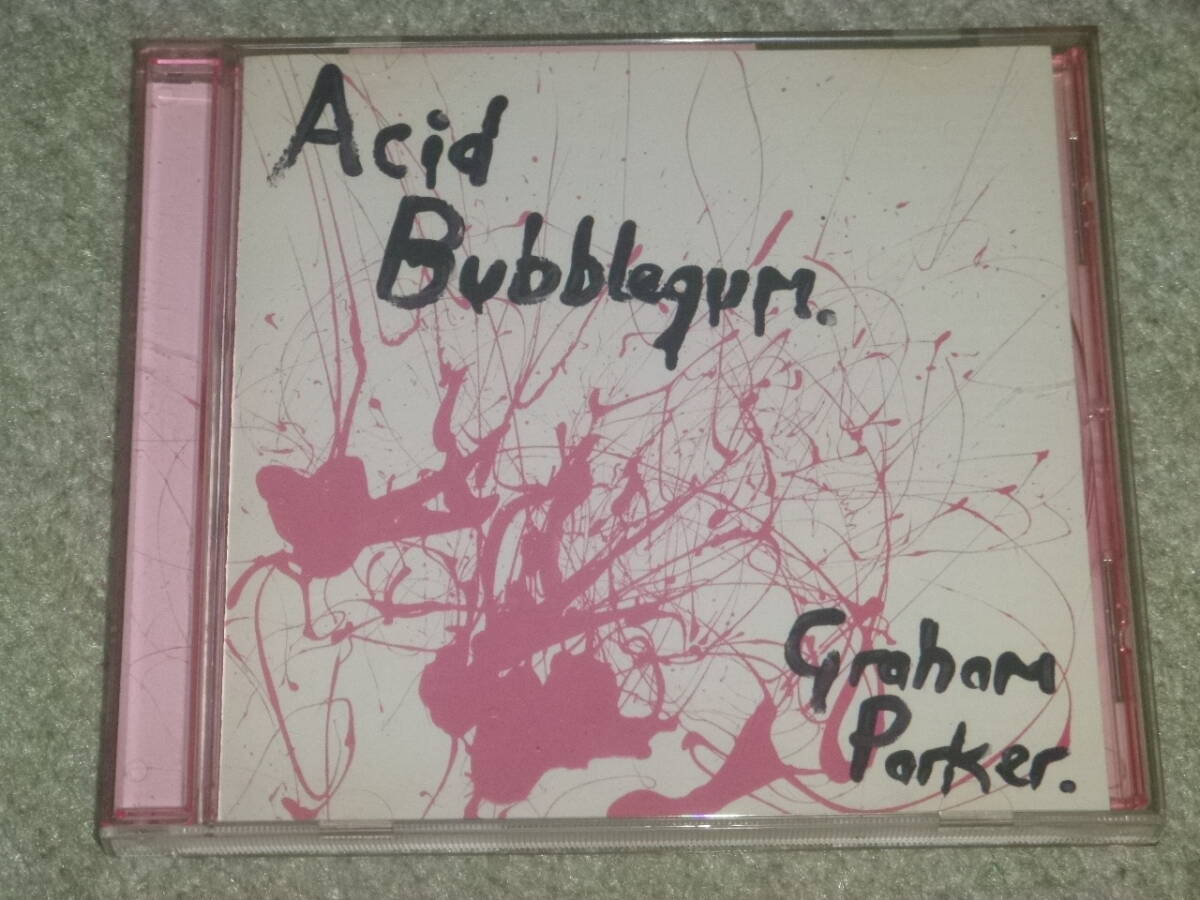 Acid
Bubblegum.
Graham
Parker.